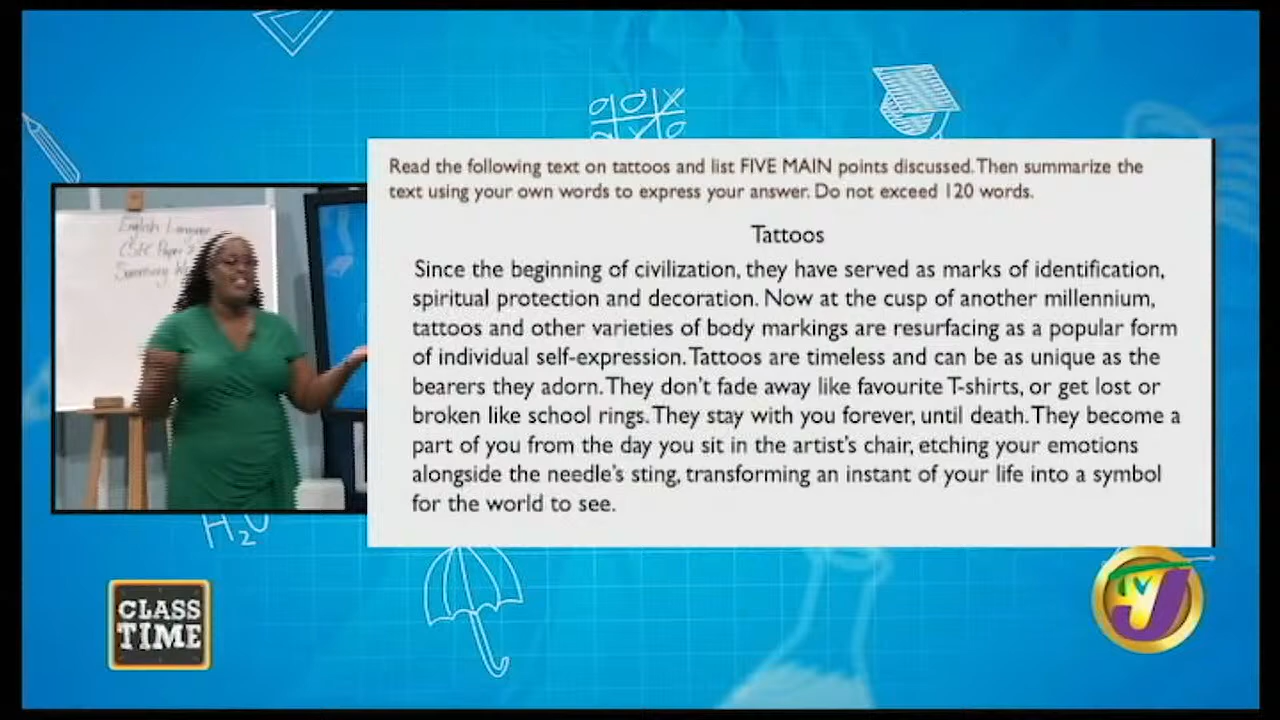 Read the following text on tattoos and list FIVE MAIN points discussed. Then summarize the
text using your own words to express your answer. Do not exceed 120 words.
Tattoos
Since the beginning of civilization, they have served as marks of identification,
spiritual protection and decoration. Now at the cusp of another millennium,
tattoos and other varieties of body markings are resurfacing as a popular form
of individual self-expression. Tattoos are timeless and can be as unique as the
bearers they adorn. They don't fade away like favourite T-shirts, or get lost or
broken like school rings. They stay with you forever, until death. They become a
part of you from the day you sit in the artist's chair, etching your emotions
alongside the needle's sting, transforming an instant of your life into a symbol
for the world to see.
English Language
CSEC Paper
Summary
H₂O
CLASS
TIME
TVJ